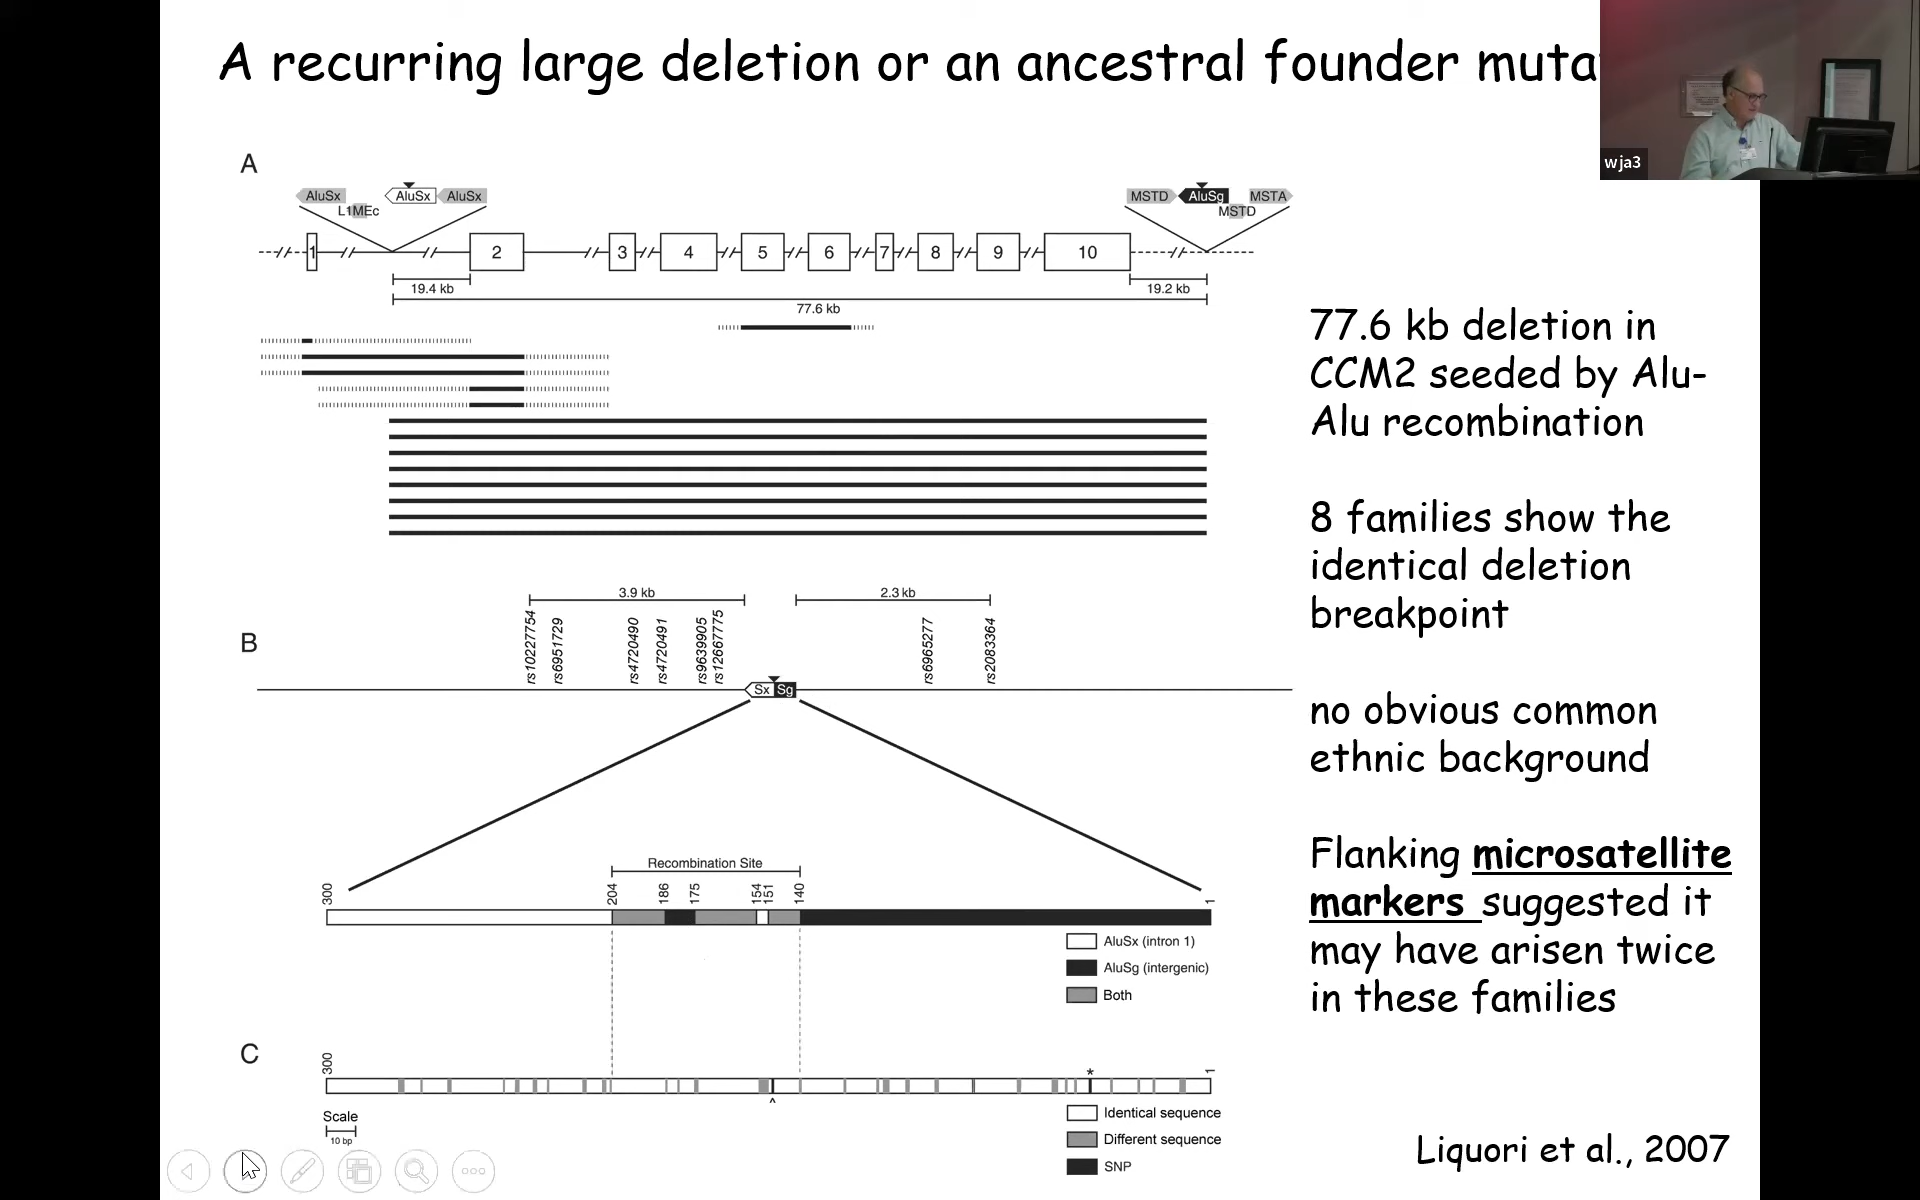 A recurring large deletion or an ancestral founder muta
wja3
A
AluSx
L1MEc
AluSx
AluSx
MSTD
AluSg
MSTD
MSTA
1 2 3 4 5 6 7 8 9 10
19.4 kb
19.2 kb
77.6 kb
77.6 kb deletion in
CCM2 seeded by Alu-
Alu recombination
8 families show the
identical deletion
breakpoint
no obvious common
ethnic background
Flanking microsatellite
markers suggested it
may have arisen twice
in these families
B
3.9 kb
2.3 kb
rs10227754
rs6951729
rs4720490
rs4720491
rs9639905
rs12667775
rs6965277
rs2083364
Sx Sg
Recombination Site
300 204 186 175 154 151 140 1
AluSx (intron 1)
AluSg (intergenic)
Both
C
300 * 1
^
Scale
10 bp
Identical sequence
Different sequence
SNP
Liquori et al., 2007